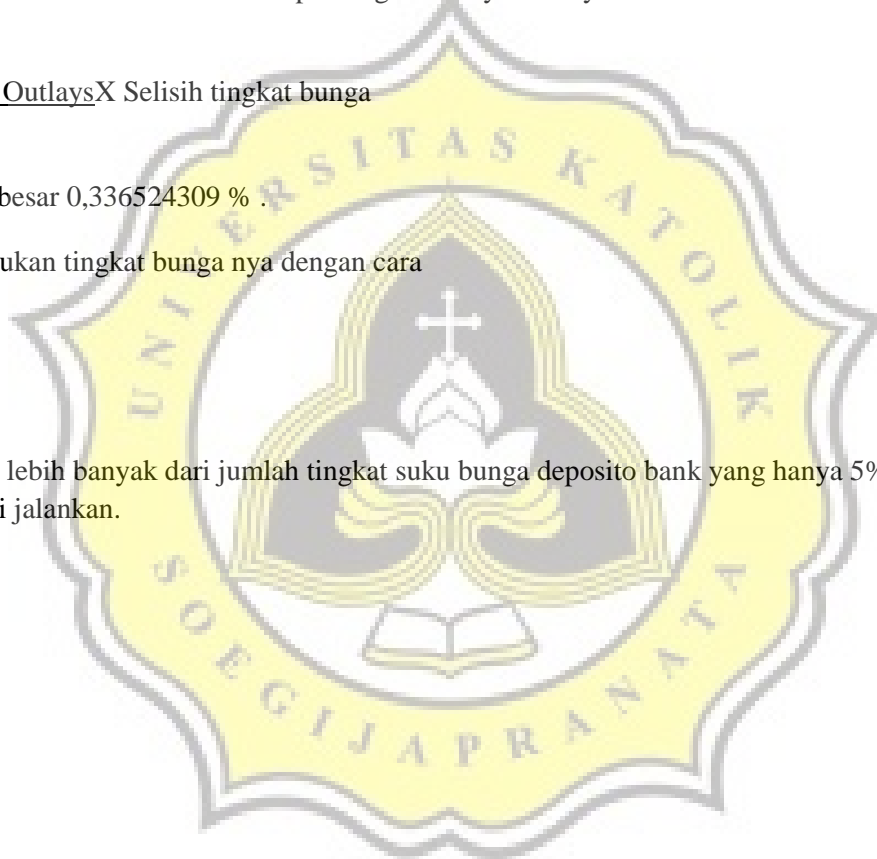 OutlaysX Selisih tingkat bunga
besar 0,336524309 % .
ukan tingkat bunga nya dengan cara
lebih banyak dari jumlah tingkat suku bunga deposito bank yang hanya 5%
i jalankan.
UNIVERSITAS KATOLIK
SOEGIJAPRANATA